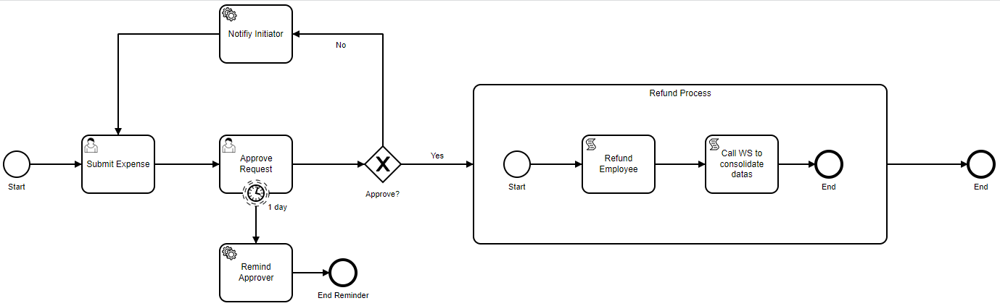 Notifiy Initiator
No
Refund Process
Start
Submit Expense
Approve
Request
1 day
Approve?
Yes
Start
Refund
Employee
Call WS to
consolidate
datas
End
End
Remind
Approver
End Reminder